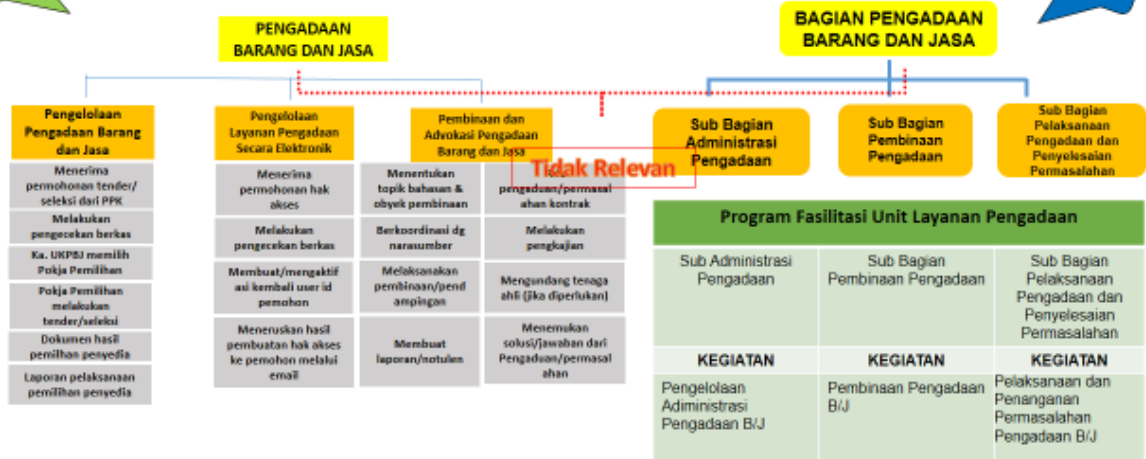 PENGADAAN
BARANG DAN JASA
BAGIAN PENGADAAN
BARANG DAN JASA
Pengelolaan
Pengadaan Barang
dan Jasa
Menerima
permohonan tender/
seleksi dari PPK
Melakukan
pengecekan berkas
Ka. UKPBJ memilih
Pokja Pemilihan
Pokja Pemilihan
melakukan
tender/seleksi
Dokumen hasil
pemilhan penyedia
Laporan pelaksanaan
pemilihan penyedia
Pengelolaan
Layanan Pengadaan
Secara Elektronik
Menerima
permohonan hak
akses
Melakukan
pengecekan berkas
Membuat/mengaktif
asi kembali user id
pemohon
Meneruskan hasil
pembuatan hak akses
ke pemohon melalui
email
Pembinaan dan
Advokasi Pengadaan
Barang dan Jasa
Menentukan
topik bahasan &
obyek pembinaan
Berkoordinasi dg
narasumber
Melaksanakan
pembinaan/pend
ampingan
Membuat
laporan/notulen
pengaduan/permasal
ahan kontrak
Melakukan
pengkajian
Mengundang tenaga
ahli (jika diperlukan)
Menemukan
solusi/jawaban dari
Pengaduan/permasal
ahan
Tidak Relevan
Sub Bagian
Administrasi
Pengadaan
Sub Bagian
Pembinaan
Pengadaan
Sub Bagian
Pelaksanaan
Pengadaan dan
Penyelesaian
Permasalahan
Program Fasilitasi Unit Layanan Pengadaan
Sub Administrasi
Pengadaan
Sub Bagian
Pembinaan Pengadaan
Sub Bagian
Pelaksanaan
Pengadaan dan
Penyelesaian
Permasalahan
KEGIATAN
KEGIATAN
KEGIATAN
Pengelolaan
Adiministrasi
Pengadaan B/J
Pembinaan Pengadaan
B/J
Pelaksanaan dan
Penanganan
Permasalahan
Pengadaan B/J